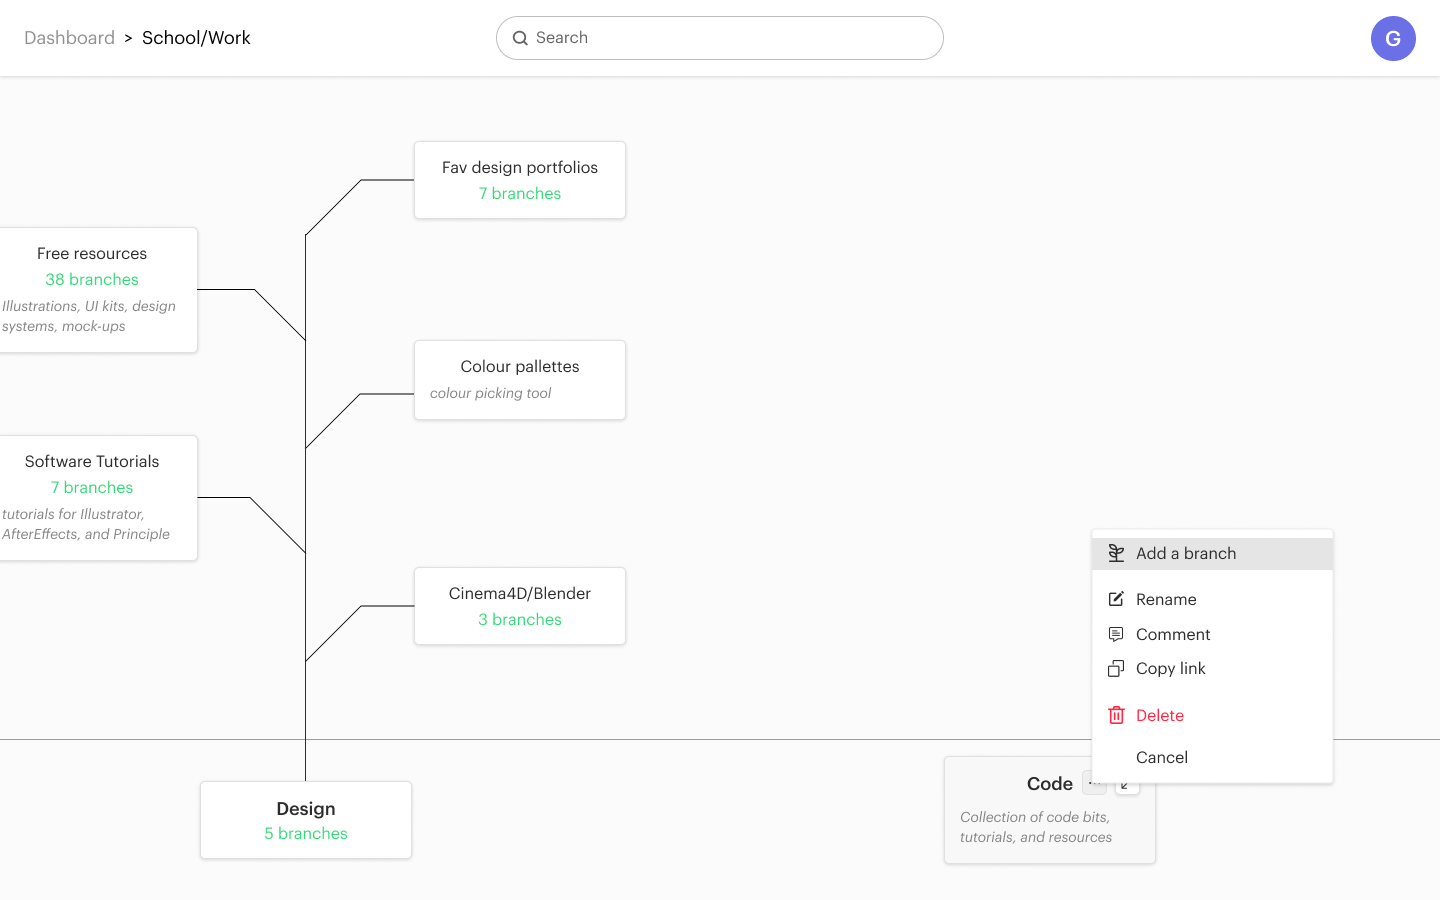 Dashboard > School/Work
Search
G
Fav design portfolios
7 branches
Free resources
38 branches
Illustrations, UI kits, design
systems, mock-ups
Colour pallettes
colour picking tool
Software Tutorials
7 branches
tutorials for Illustrator,
AfterEffects, and Principle
Cinema4D/Blender
3 branches
Add a branch
Rename
Comment
Copy link
Delete
Cancel
Design
5 branches
Code
Collection of code bits,
tutorials, and resources